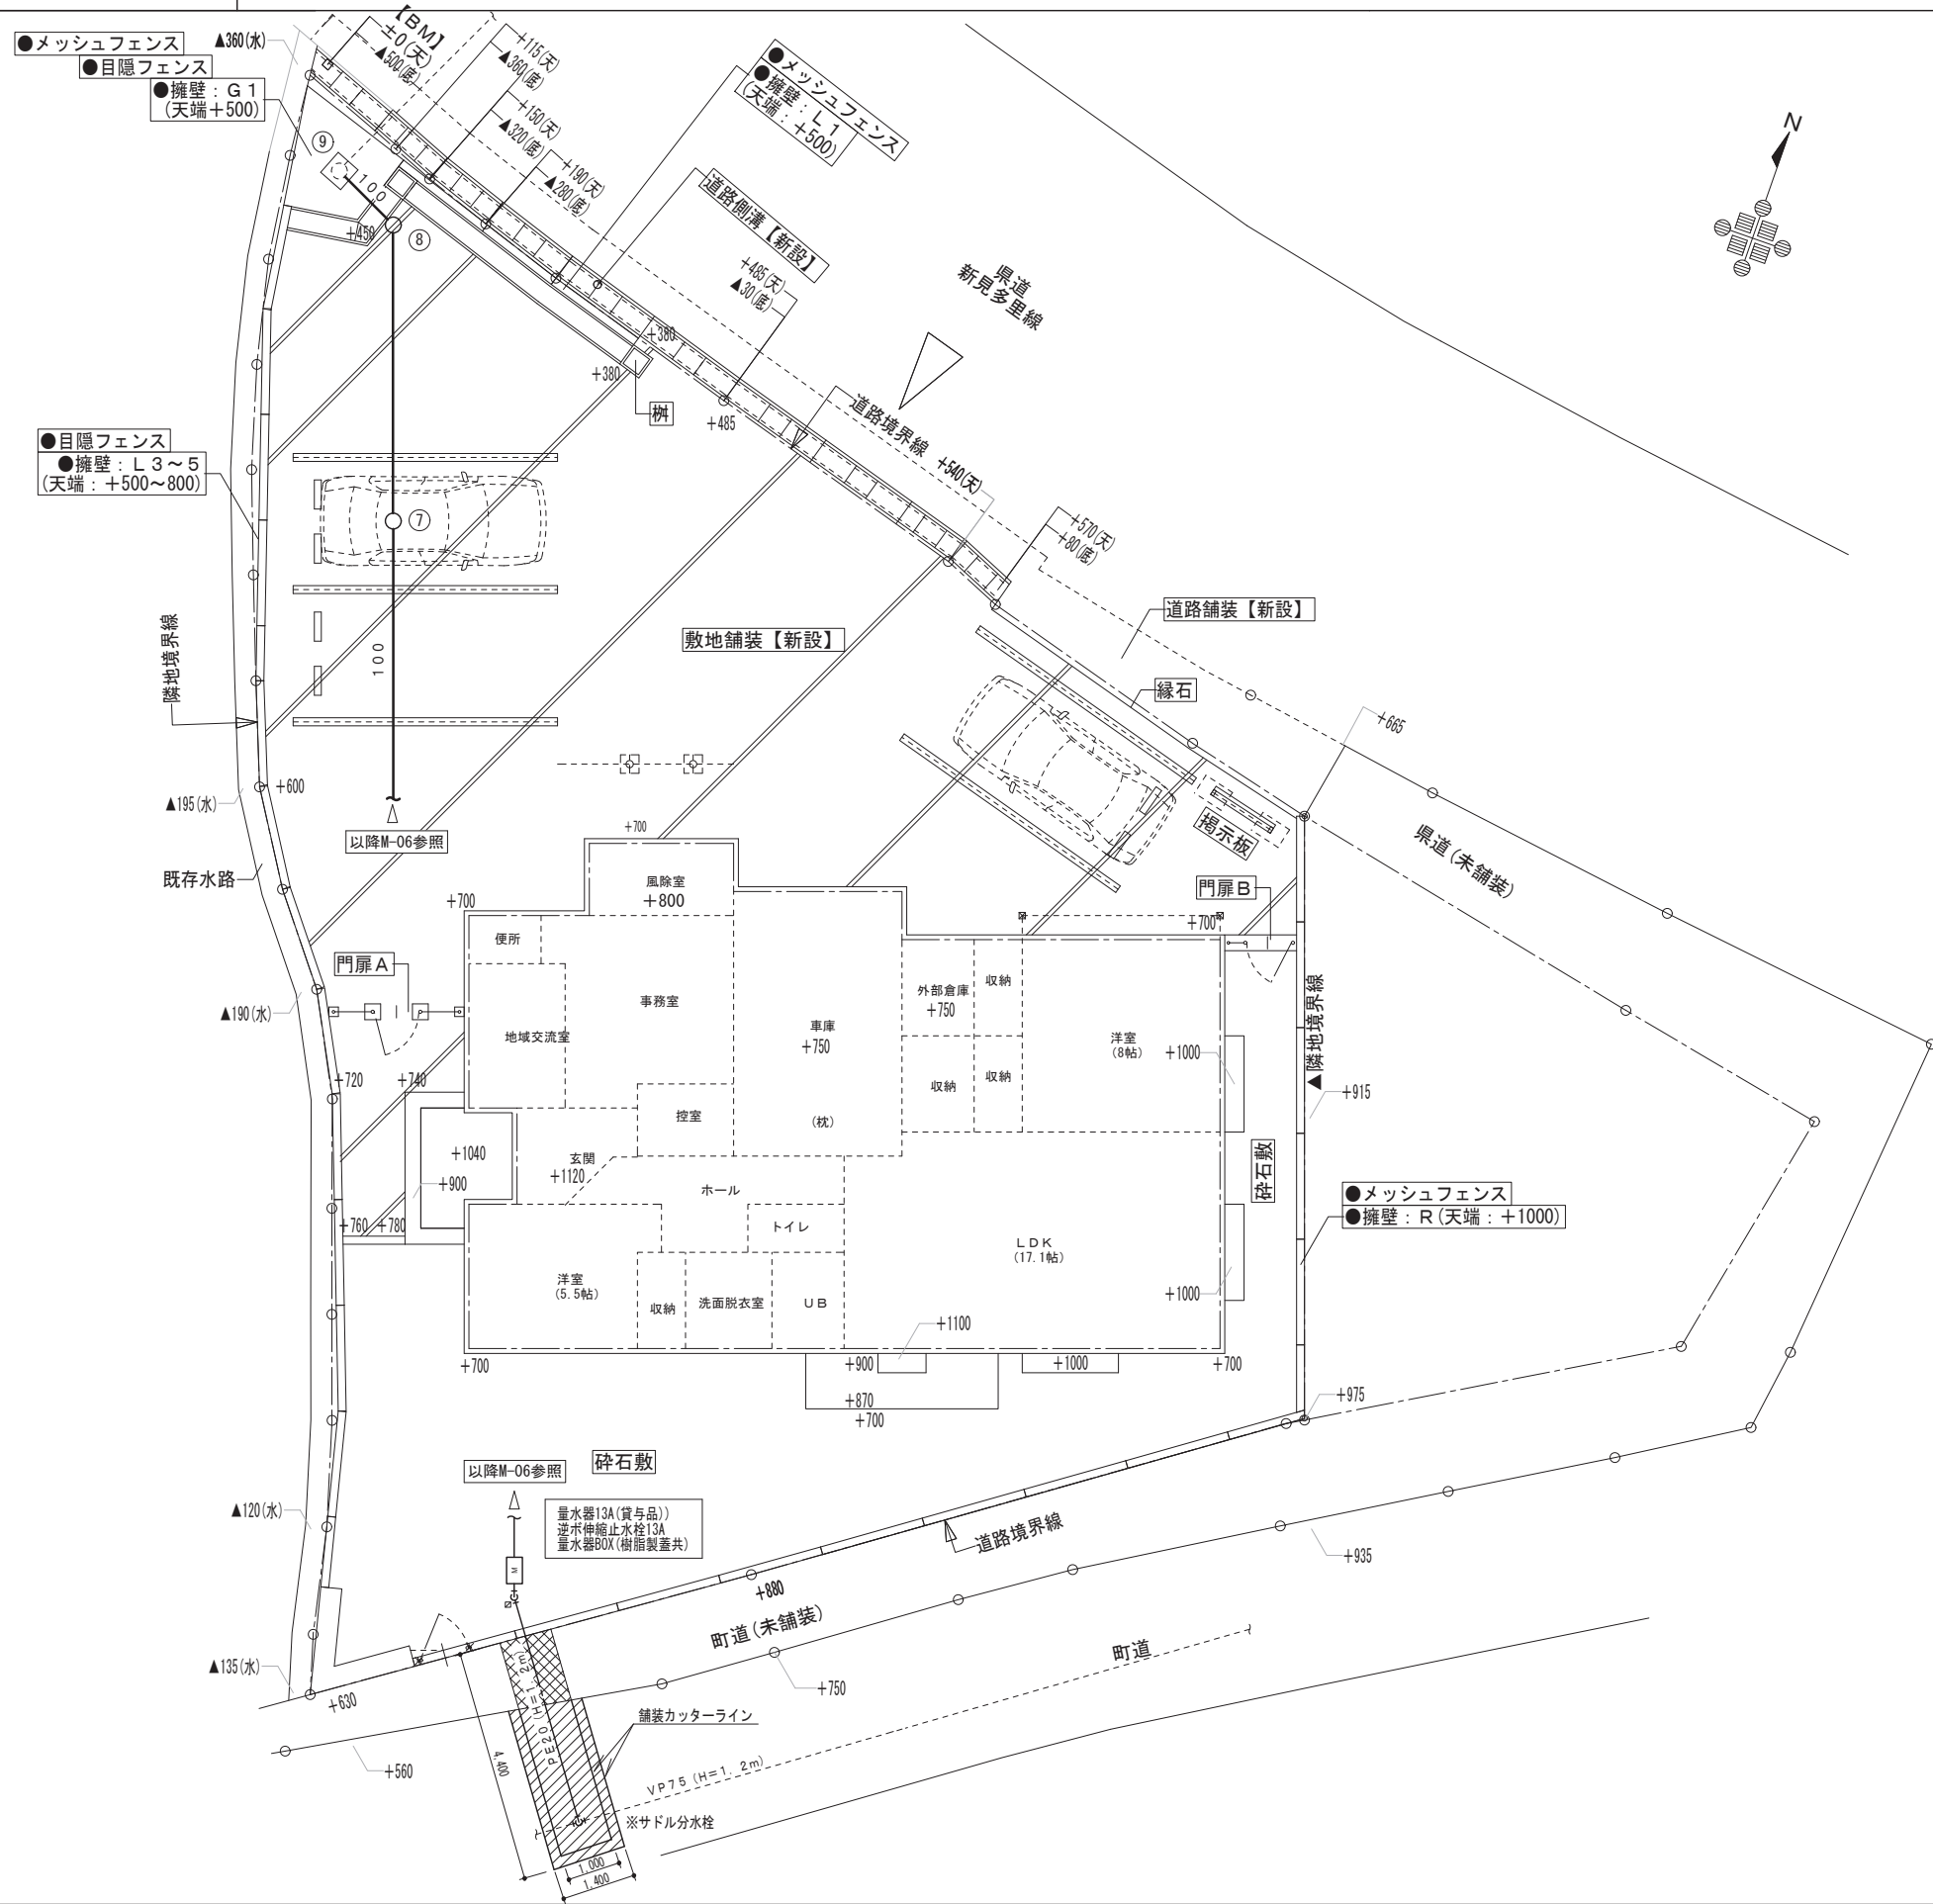 ●メッシュフェンス
●目隠フェンス
●擁壁：G１
(天端＋500)
▲360(水)
【BM】
±0(天)
▲500(底)
+115(天)
▲360(底)
+150(天)
▲320(底)
+190(天)
▲280(底)
●メッシュフェンス
●擁壁：L１
(天端：+500)
道路側溝【新設】
+485(天)
▲30(底)
県道
新見多里線
N
⑨
100
⑧
+450
+380
+380
桝
+485
道路境界線
+540(天)
+570(天)
+80(底)
●目隠フェンス
●擁壁：L３～５
(天端：＋500～800)
⑦
100
隣地境界線
敷地舗装【新設】
道路舗装【新設】
縁石
+665
県道(未舗装)
掲示板
門扉B
▲195(水)
+600
以降M-06参照
既存水路
+700
風除室
+800
+700
便所
+700
門扉A
▲190(水)
事務室
地域交流室
車庫
+750
(枕)
外部倉庫
+750
収納
収納
収納
洋室
(8帖)
+1000
◀隣地境界線
+915
+720
+740
控室
+1040
+900
玄関
+1120
ホール
トイレ
+760
+780
砕石敷
●メッシュフェンス
●擁壁：R(天端：＋1000)
LDK
(17.1帖)
洋室
(5.5帖)
収納
洗面脱衣室
UB
+1000
+1100
+700
+900
+1000
+700
+870
+700
+975
以降M-06参照
砕石敷
量水器13A(貸与品))
逆ボ伸縮止水栓13A
量水器BOX(樹脂製蓋共)
M
▲120(水)
道路境界線
+935
+880
町道(未舗装)
町道
▲135(水)
+630
+750
+560
PE20(H=1.2m)
舗装カッターライン
4,400
VP75(H=1.2m)
※サドル分水栓
1,000
1,400